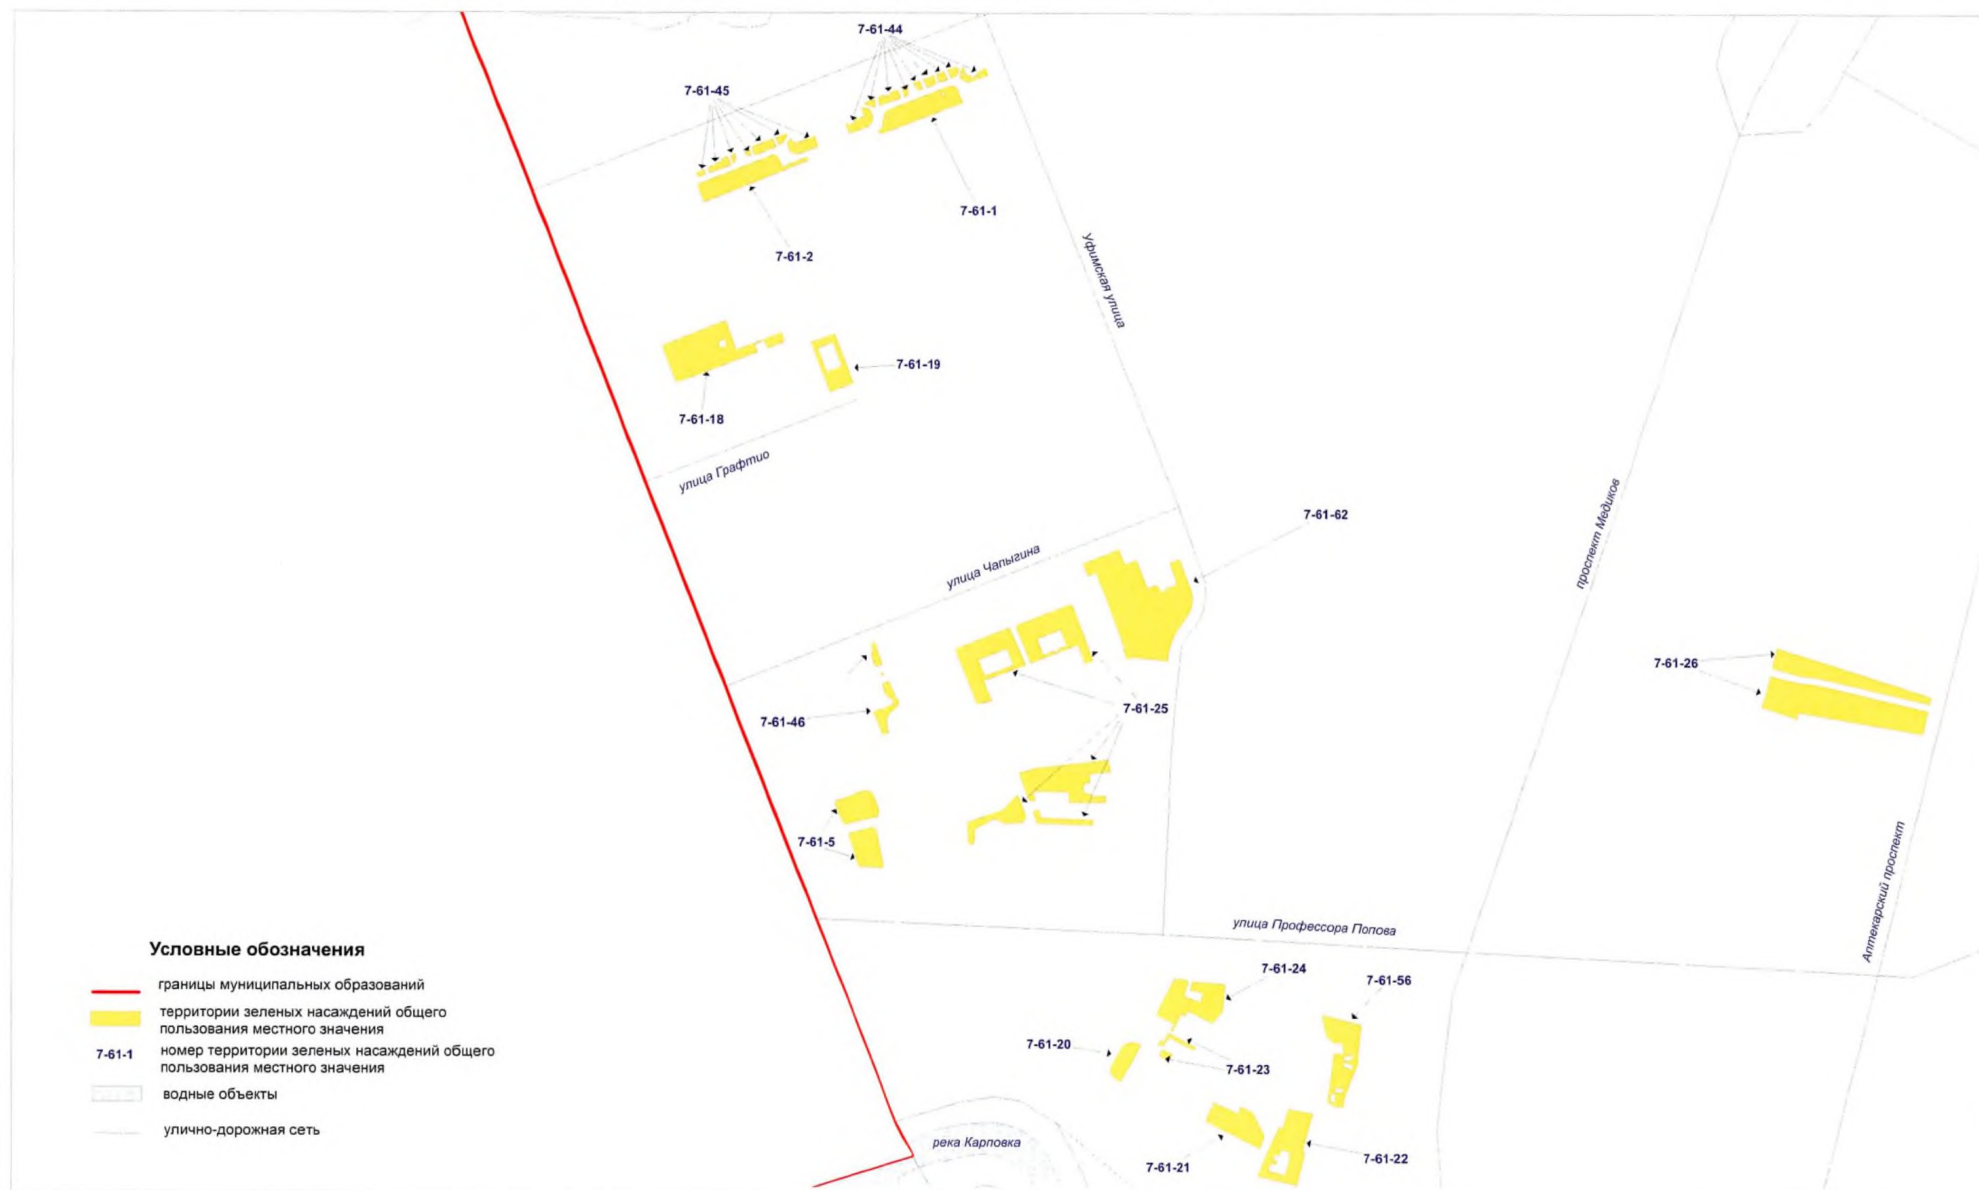 7-61-44
7-61-45
7-61-1
7-61-2
Уфимская улица
7-61-19
7-61-18
улица Графтио
7-61-62
проспект Медиков
улица Чапыгина
7-61-26
7-61-25
7-61-46
7-61-5
Аптекарский проспект
улица Профессора Попова
7-61-24
7-61-56
7-61-20
7-61-23
река Карповка
7-61-21
7-61-22
Условные обозначения
границы муниципальных образований
территории зеленых насаждений общего
пользования местного значения
7-61-1 номер территории зеленых насаждений общего
пользования местного значения
водные объекты
улично-дорожная сеть